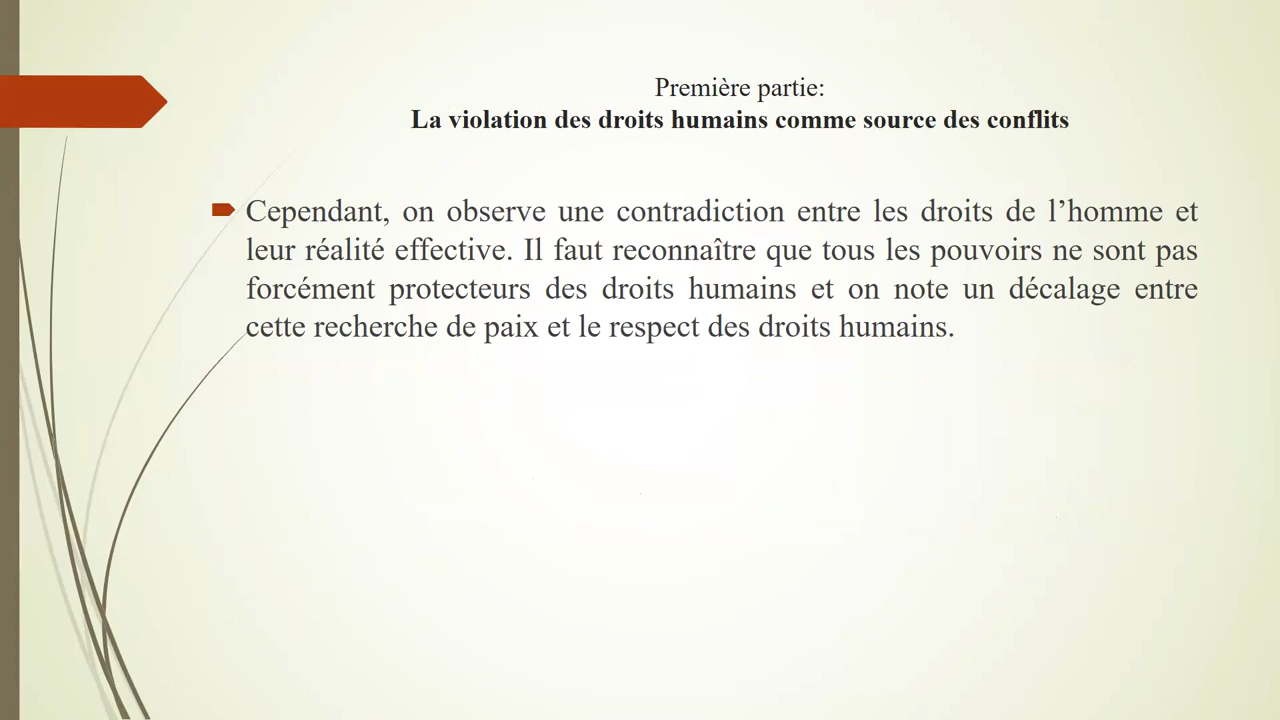 Première partie:
La violation des droits humains comme source des conflits
Cependant, on observe une contradiction entre les droits de l’homme et
leur réalité effective. Il faut reconnaître que tous les pouvoirs ne sont pas
forcément protecteurs des droits humains et on note un décalage entre
cette recherche de paix et le respect des droits humains.